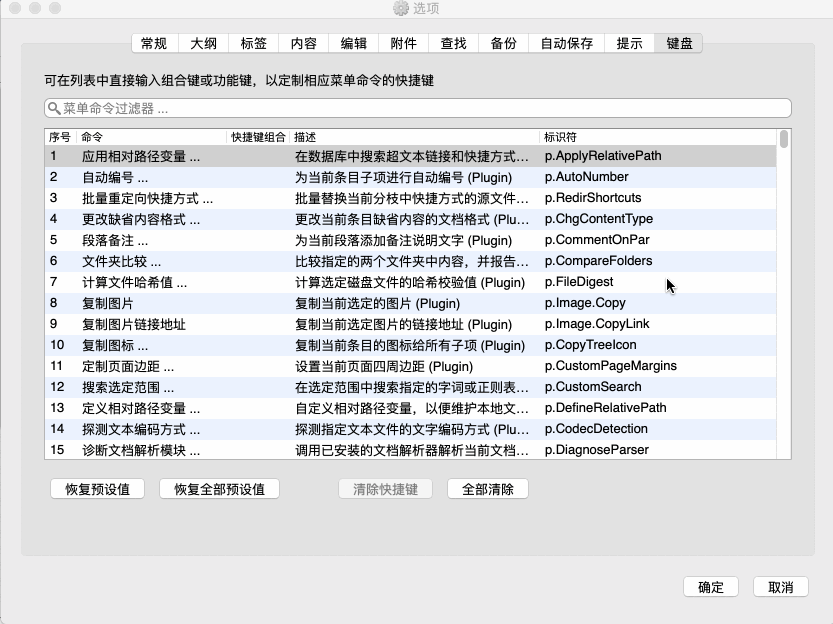 选项
常规 大纲 标签 内容 编辑 附件 查找 备份 自动保存 提示 键盘
可在列表中直接输入组合键或功能键，以定制相应菜单命令的快捷键
菜单命令过滤器 ...
序号 命令 快捷键组合 描述 标识符
1 应用相对路径变量 ... 在数据库中搜索超文本链接和快捷方式... p.ApplyRelativePath
2 自动编号 ... 为当前条目子项进行自动编号 (Plugin) p.AutoNumber
3 批量重定向快捷方式 ... 批量替换当前分枝中快捷方式的源文件... p.RedirShortcuts
4 更改缺省内容格式 ... 更改当前条目缺省内容的文档格式 (Plu... p.ChgContentType
5 段落备注 ... 为当前段落添加备注说明文字 (Plugin) p.CommentOnPar
6 文件夹比较 ... 比较指定的两个文件夹中内容，并报告... p.CompareFolders
7 计算文件哈希值 ... 计算选定磁盘文件的哈希校验值 (Plugin) p.FileDigest
8 复制图片 复制当前选定的图片 (Plugin) p.Image.Copy
9 复制图片链接地址 复制当前选定图片的链接地址 (Plugin) p.Image.CopyLink
10 复制图标 ... 复制当前条目的图标给所有子项 (Plugin) p.CopyTreeIcon
11 定制页面边距 ... 设置当前页面四周边距 (Plugin) p.CustomPageMargins
12 搜索选定范围 ... 在选定范围中搜索指定的字词或正则表... p.CustomSearch
13 定义相对路径变量 ... 自定义相对路径变量，以便维护本地文... p.DefineRelativePath
14 探测文本编码方式 ... 探测指定文本文件的文字编码方式 (Plu... p.CodecDetection
15 诊断文档解析模块 ... 调用已安装的文档解析器解析当前文档... p.DiagnoseParser
恢复预设值 恢复全部预设值 清除快捷键 全部清除
确定 取消